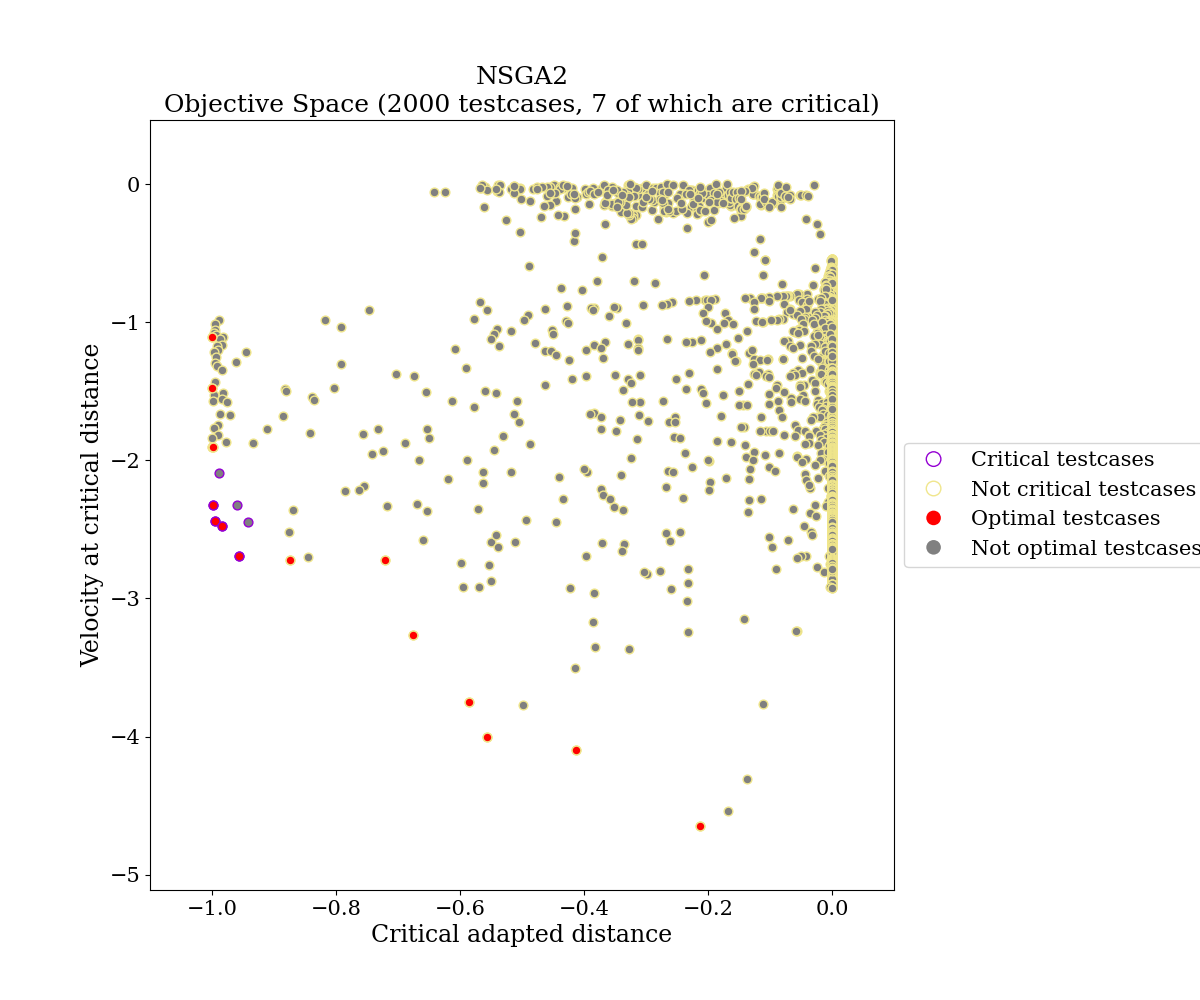 NSGA2
Objective Space (2000 testcases, 7 of which are critical)
Velocity at critical distance
0
−1
−2
−3
−4
−5
−1.0
−0.8
−0.6
−0.4
−0.2
0.0
Critical adapted distance
Critical testcases
Not critical testcases
Optimal testcases
Not optimal testcases